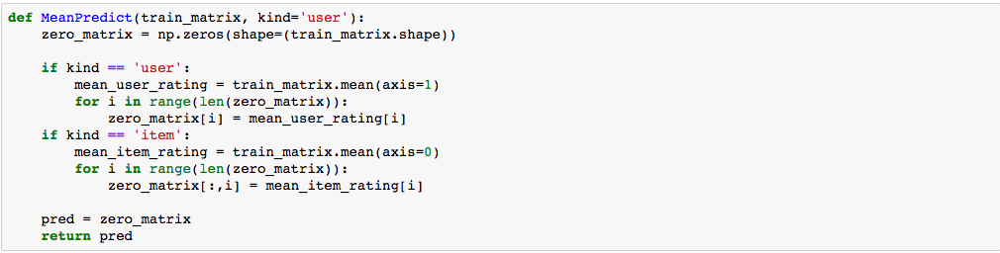 def MeanPredict(train_matrix, kind='user'):
    zero_matrix = np.zeros(shape=(train_matrix.shape))

    if kind == 'user':
        mean_user_rating = train_matrix.mean(axis=1)
        for i in range(len(zero_matrix)):
            zero_matrix[i] = mean_user_rating[i]
    if kind == 'item':
        mean_item_rating = train_matrix.mean(axis=0)
        for i in range(len(zero_matrix)):
            zero_matrix[:,i] = mean_item_rating[i]

    pred = zero_matrix
    return pred